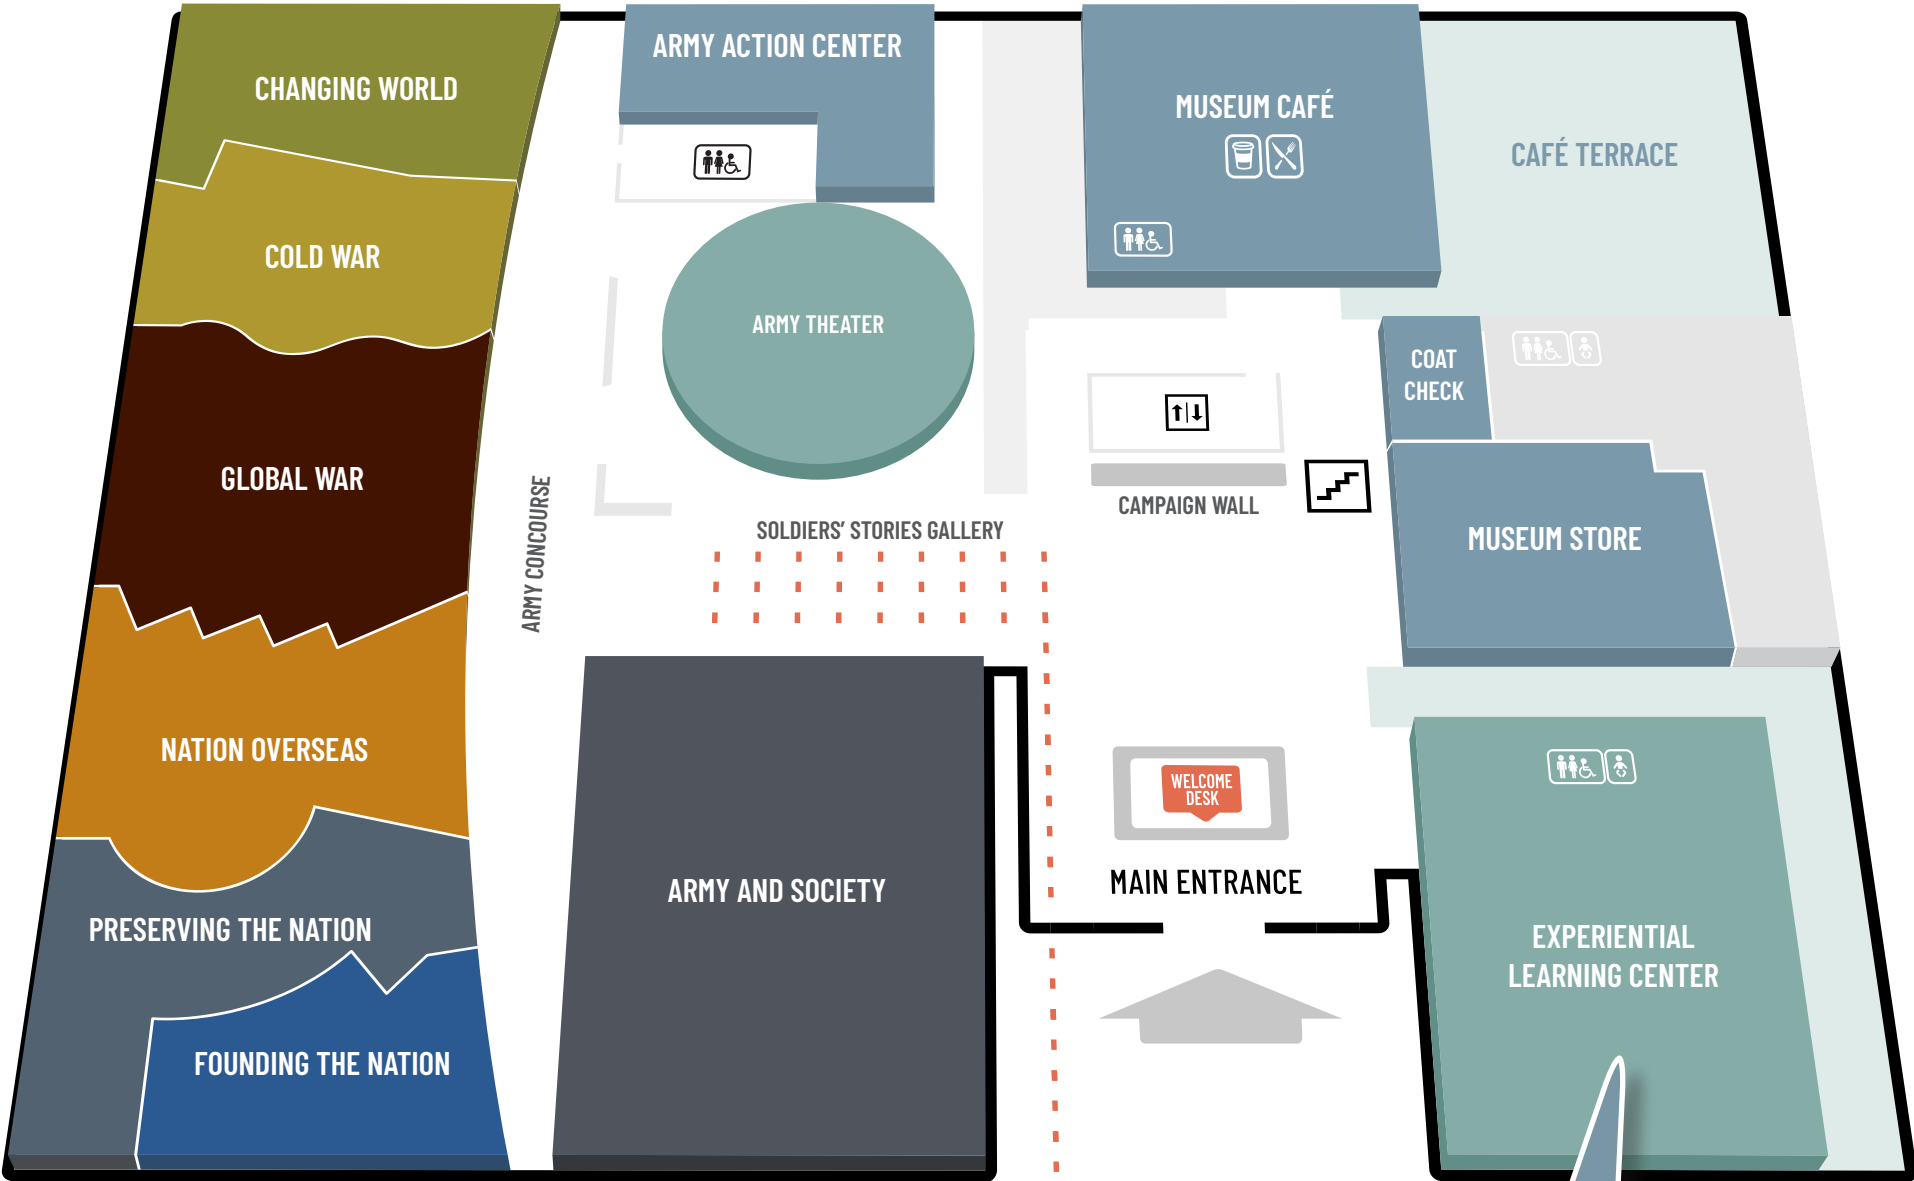 CHANGING WORLD
ARMY ACTION CENTER
MUSEUM CAFÉ
CAFÉ TERRACE
COLD WAR
ARMY THEATER
COAT
CHECK
GLOBAL WAR
ARMY CONCOURSE
CAMPAIGN WALL
SOLDIERS’ STORIES GALLERY
MUSEUM STORE
NATION OVERSEAS
WELCOME
DESK
MAIN ENTRANCE
ARMY AND SOCIETY
PRESERVING THE NATION
EXPERIENTIAL
LEARNING CENTER
FOUNDING THE NATION